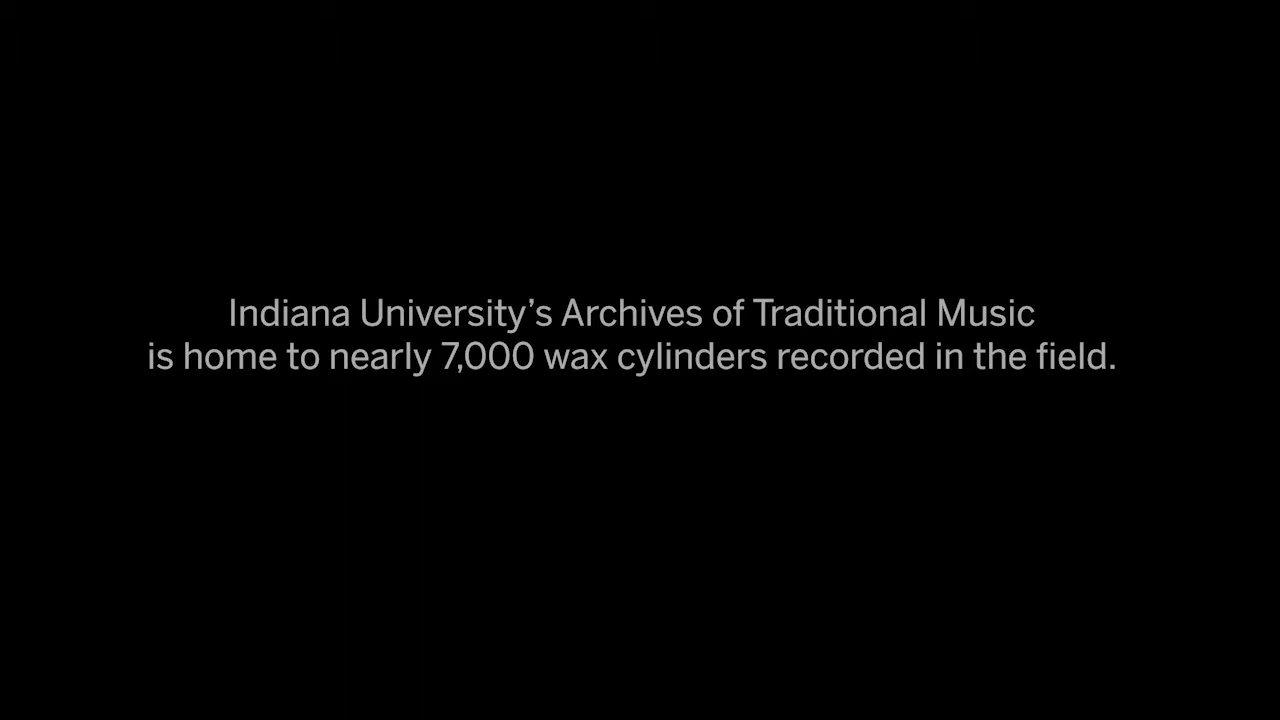 Indiana University’s Archives of Traditional Music
is home to nearly 7,000 wax cylinders recorded in the field.